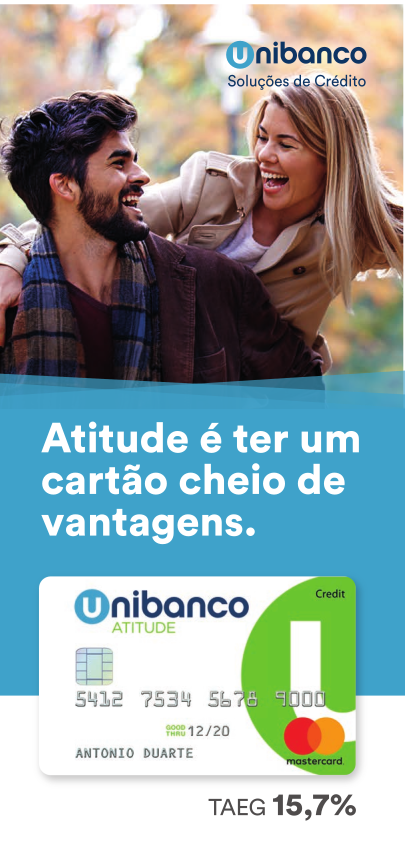 Unibanco
Soluções de Crédito
Atitude é ter um
cartão cheio de
vantagens.
Credit
Unibanco
ATITUDE
5412 7534 5678 9000
GOOD THRU 12/20
ANTONIO DUARTE
mastercard.
TAEG 15,7%